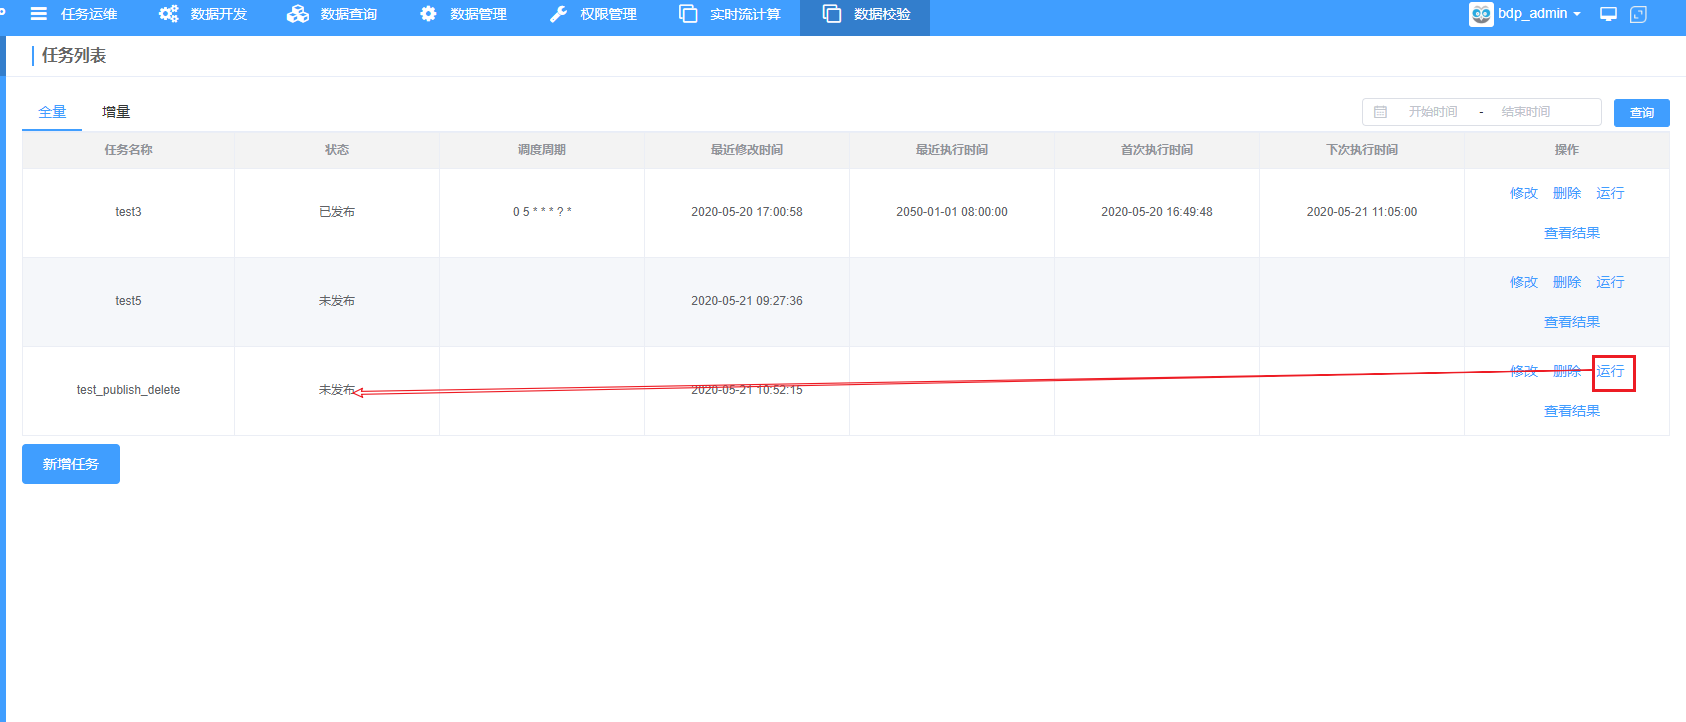 任务运维 数据开发 数据查询 数据管理 权限管理 实时流计算 数据校验 bdp_admin
任务列表
全量 增量 开始时间 - 结束时间 查询
任务名称 状态 调度周期 最近修改时间 最近执行时间 首次执行时间 下次执行时间 操作
test3 已发布 0 5 * * * ? * 2020-05-20 17:00:58 2050-01-01 08:00:00 2020-05-20 16:49:48 2020-05-21 11:05:00 修改 删除 运行
查看结果
test5 未发布 2020-05-21 09:27:36 修改 删除 运行
查看结果
test_publish_delete 未发布 2020-05-21 10:52:15 修改 删除 运行
查看结果
新增任务